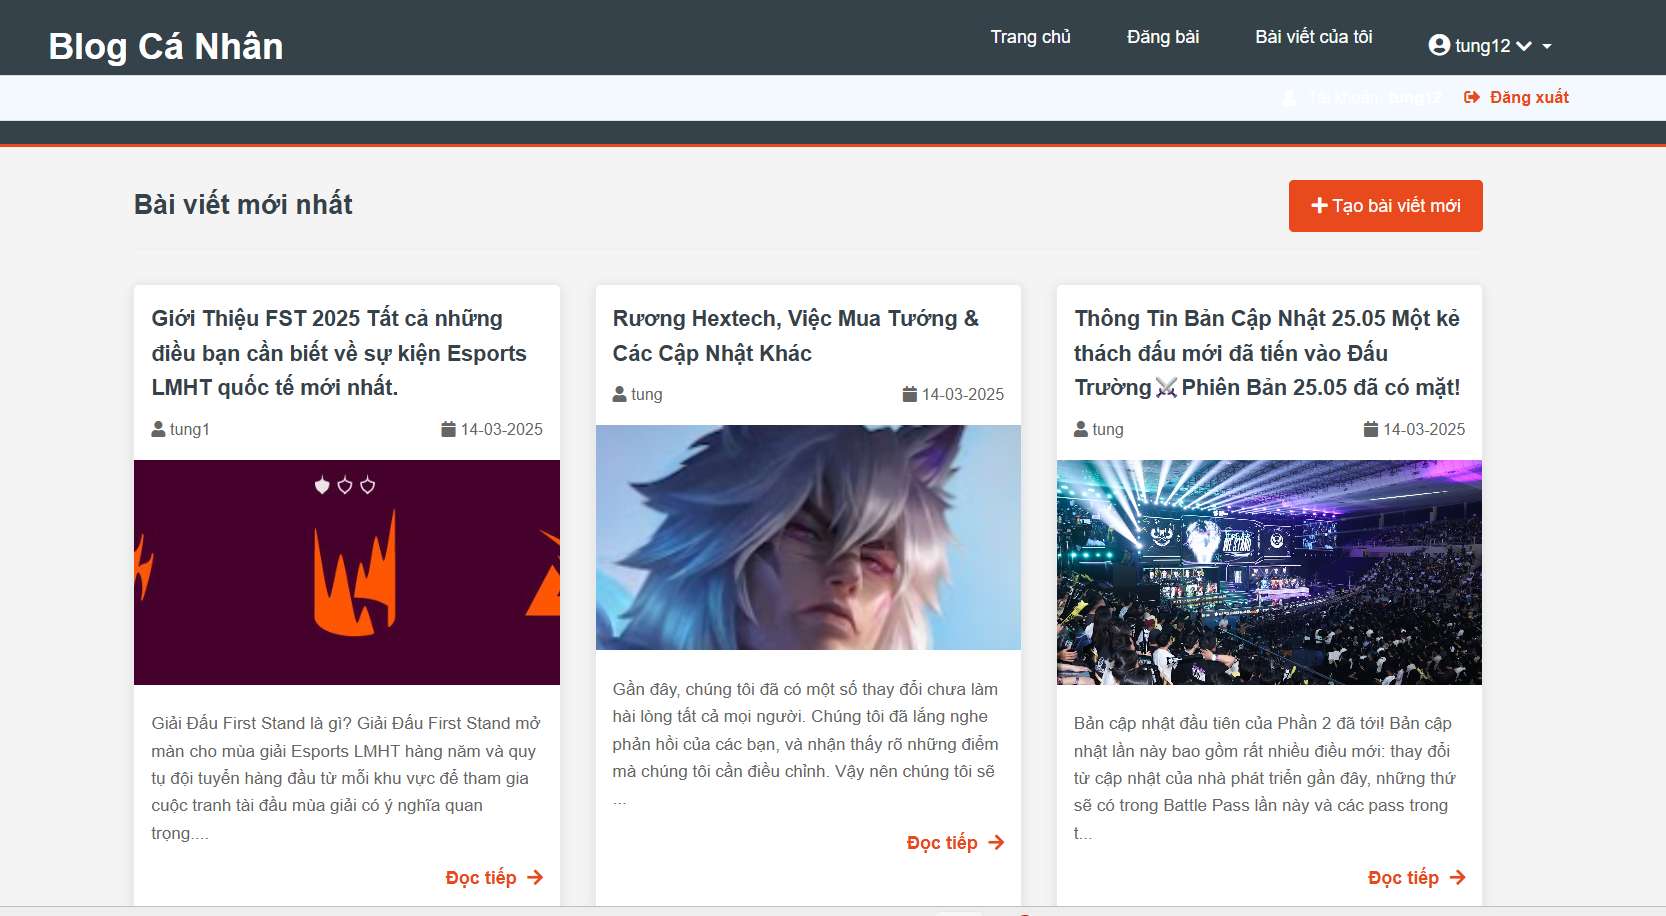 Blog Cá Nhân
Trang chủ
Đăng bài
Bài viết của tôi
tung12
Tài khoản: tung12
Đăng xuất
Bài viết mới nhất
Tạo bài viết mới
Giới Thiệu FST 2025 Tất cả những
điều bạn cần biết về sự kiện Esports
LMHT quốc tế mới nhất.
tung1
14-03-2025
Giải Đấu First Stand là gì? Giải Đấu First Stand mở
màn cho mùa giải Esports LMHT hàng năm và quy
tụ đội tuyển hàng đầu từ mỗi khu vực để tham gia
cuộc tranh tài đầu mùa giải có ý nghĩa quan
trọng....
Đọc tiếp
Rương Hextech, Việc Mua Tướng &
Các Cập Nhật Khác
tung
14-03-2025
Gần đây, chúng tôi đã có một số thay đổi chưa làm
hài lòng tất cả mọi người. Chúng tôi đã lắng nghe
phản hồi của các bạn, và nhận thấy rõ những điểm
mà chúng tôi cần điều chỉnh. Vậy nên chúng tôi sẽ
...
Đọc tiếp
Thông Tin Bản Cập Nhật 25.05 Một kẻ
thách đấu mới đã tiến vào Đấu
Trường⚔️Phiên Bản 25.05 đã có mặt!
tung
14-03-2025
Bản cập nhật đầu tiên của Phần 2 đã tới! Bản cập
nhật lần này bao gồm rất nhiều điều mới: thay đổi
từ cập nhật của nhà phát triển gần đây, những thứ
sẽ có trong Battle Pass lần này và các pass trong
t...
Đọc tiếp